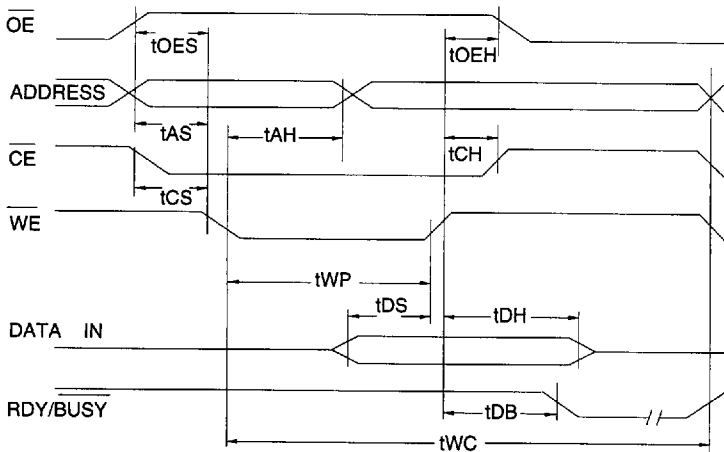 OE
tOES
tOEH
ADDRESS
tAS
tAH
tCH
CE
tCS
WE
tWP
tDS
tDH
DATA IN
RDY/BUSY
tDB
tWC